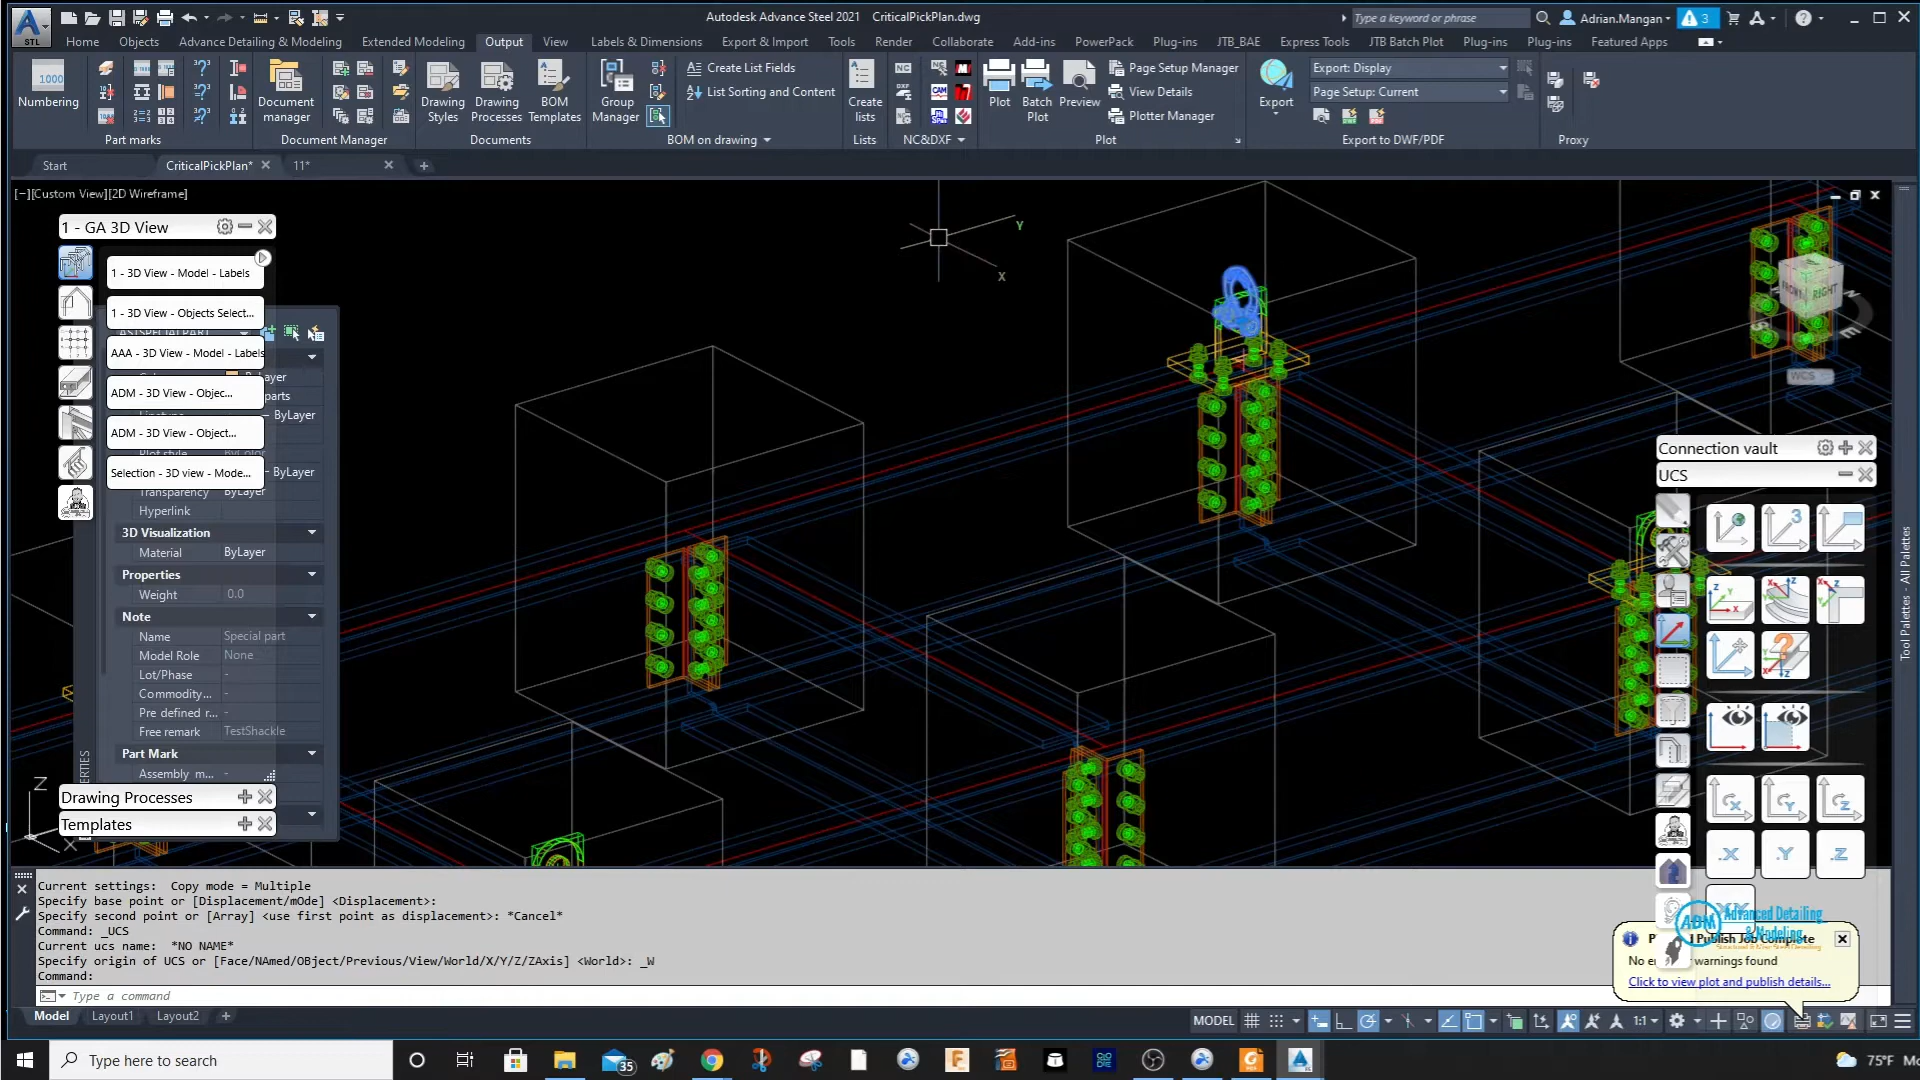 Autodesk Advance Steel 2021 CriticalPickPlan.dwg
Type a keyword or phrase
Adrian.Mangan
3
STL
Home Objects Advance Detailing & Modeling Extended Modeling Output View Labels & Dimensions Export & Import Tools Render Collaborate Add-ins PowerPack Plug-ins JTB_BAE Express Tools JTB Batch Plot Plug-ins Plug-ins Featured Apps
Numbering
Document manager
Drawing Styles
Drawing Processes
BOM Templates
Group Manager
Create List Fields
List Sorting and Content
Create lists
Plot
Batch Plot
Preview
Page Setup Manager
View Details
Plotter Manager
Export
Export: Display
Page Setup: Current
Part marks Document Manager Documents BOM on drawing Lists NC&DXF Plot Export to DWF/PDF Proxy
Start CriticalPickPlan* 11*
[−][Custom View][2D Wireframe]
1 - GA 3D View
1 - 3D View - Model - Labels
1 - 3D View - Objects Select...
AAA - 3D View - Model - Labels
ADM - 3D View - Objec...
ADM - 3D View - Object...
Selection - 3D view - Mode...
ByLayer
ByLayer
Transparency ByLayer
Hyperlink
3D Visualization
Material ByLayer
Properties
Weight 0.0
Note
Name Special part
Model Role None
Lot/Phase -
Commodity... -
Pre defined r... -
Free remark TestShackle
Part Mark
Assembly m... -
Drawing Processes
Templates
Y
X
Z
X
FRONT
RIGHT
S
E
N
WCS
Connection vault
UCS
Tool Palettes - All Palettes
.X .Y .Z
Current settings: Copy mode = Multiple
Specify base point or [Displacement/mOde] <Displacement>:
Specify second point or [Array] <use first point as displacement>: *Cancel*
Command: _UCS
Current ucs name: *NO NAME*
Specify origin of UCS or [Face/NAmed/OBject/Previous/View/World/X/Y/Z/ZAxis] <World>: _W
Command:
Type a command
ADM Advanced Detailing
& Modeling
Publish Job Complete
warnings found
Click to view plot and publish details...
Model Layout1 Layout2
MODEL
1:1
Type here to search
35
75°F